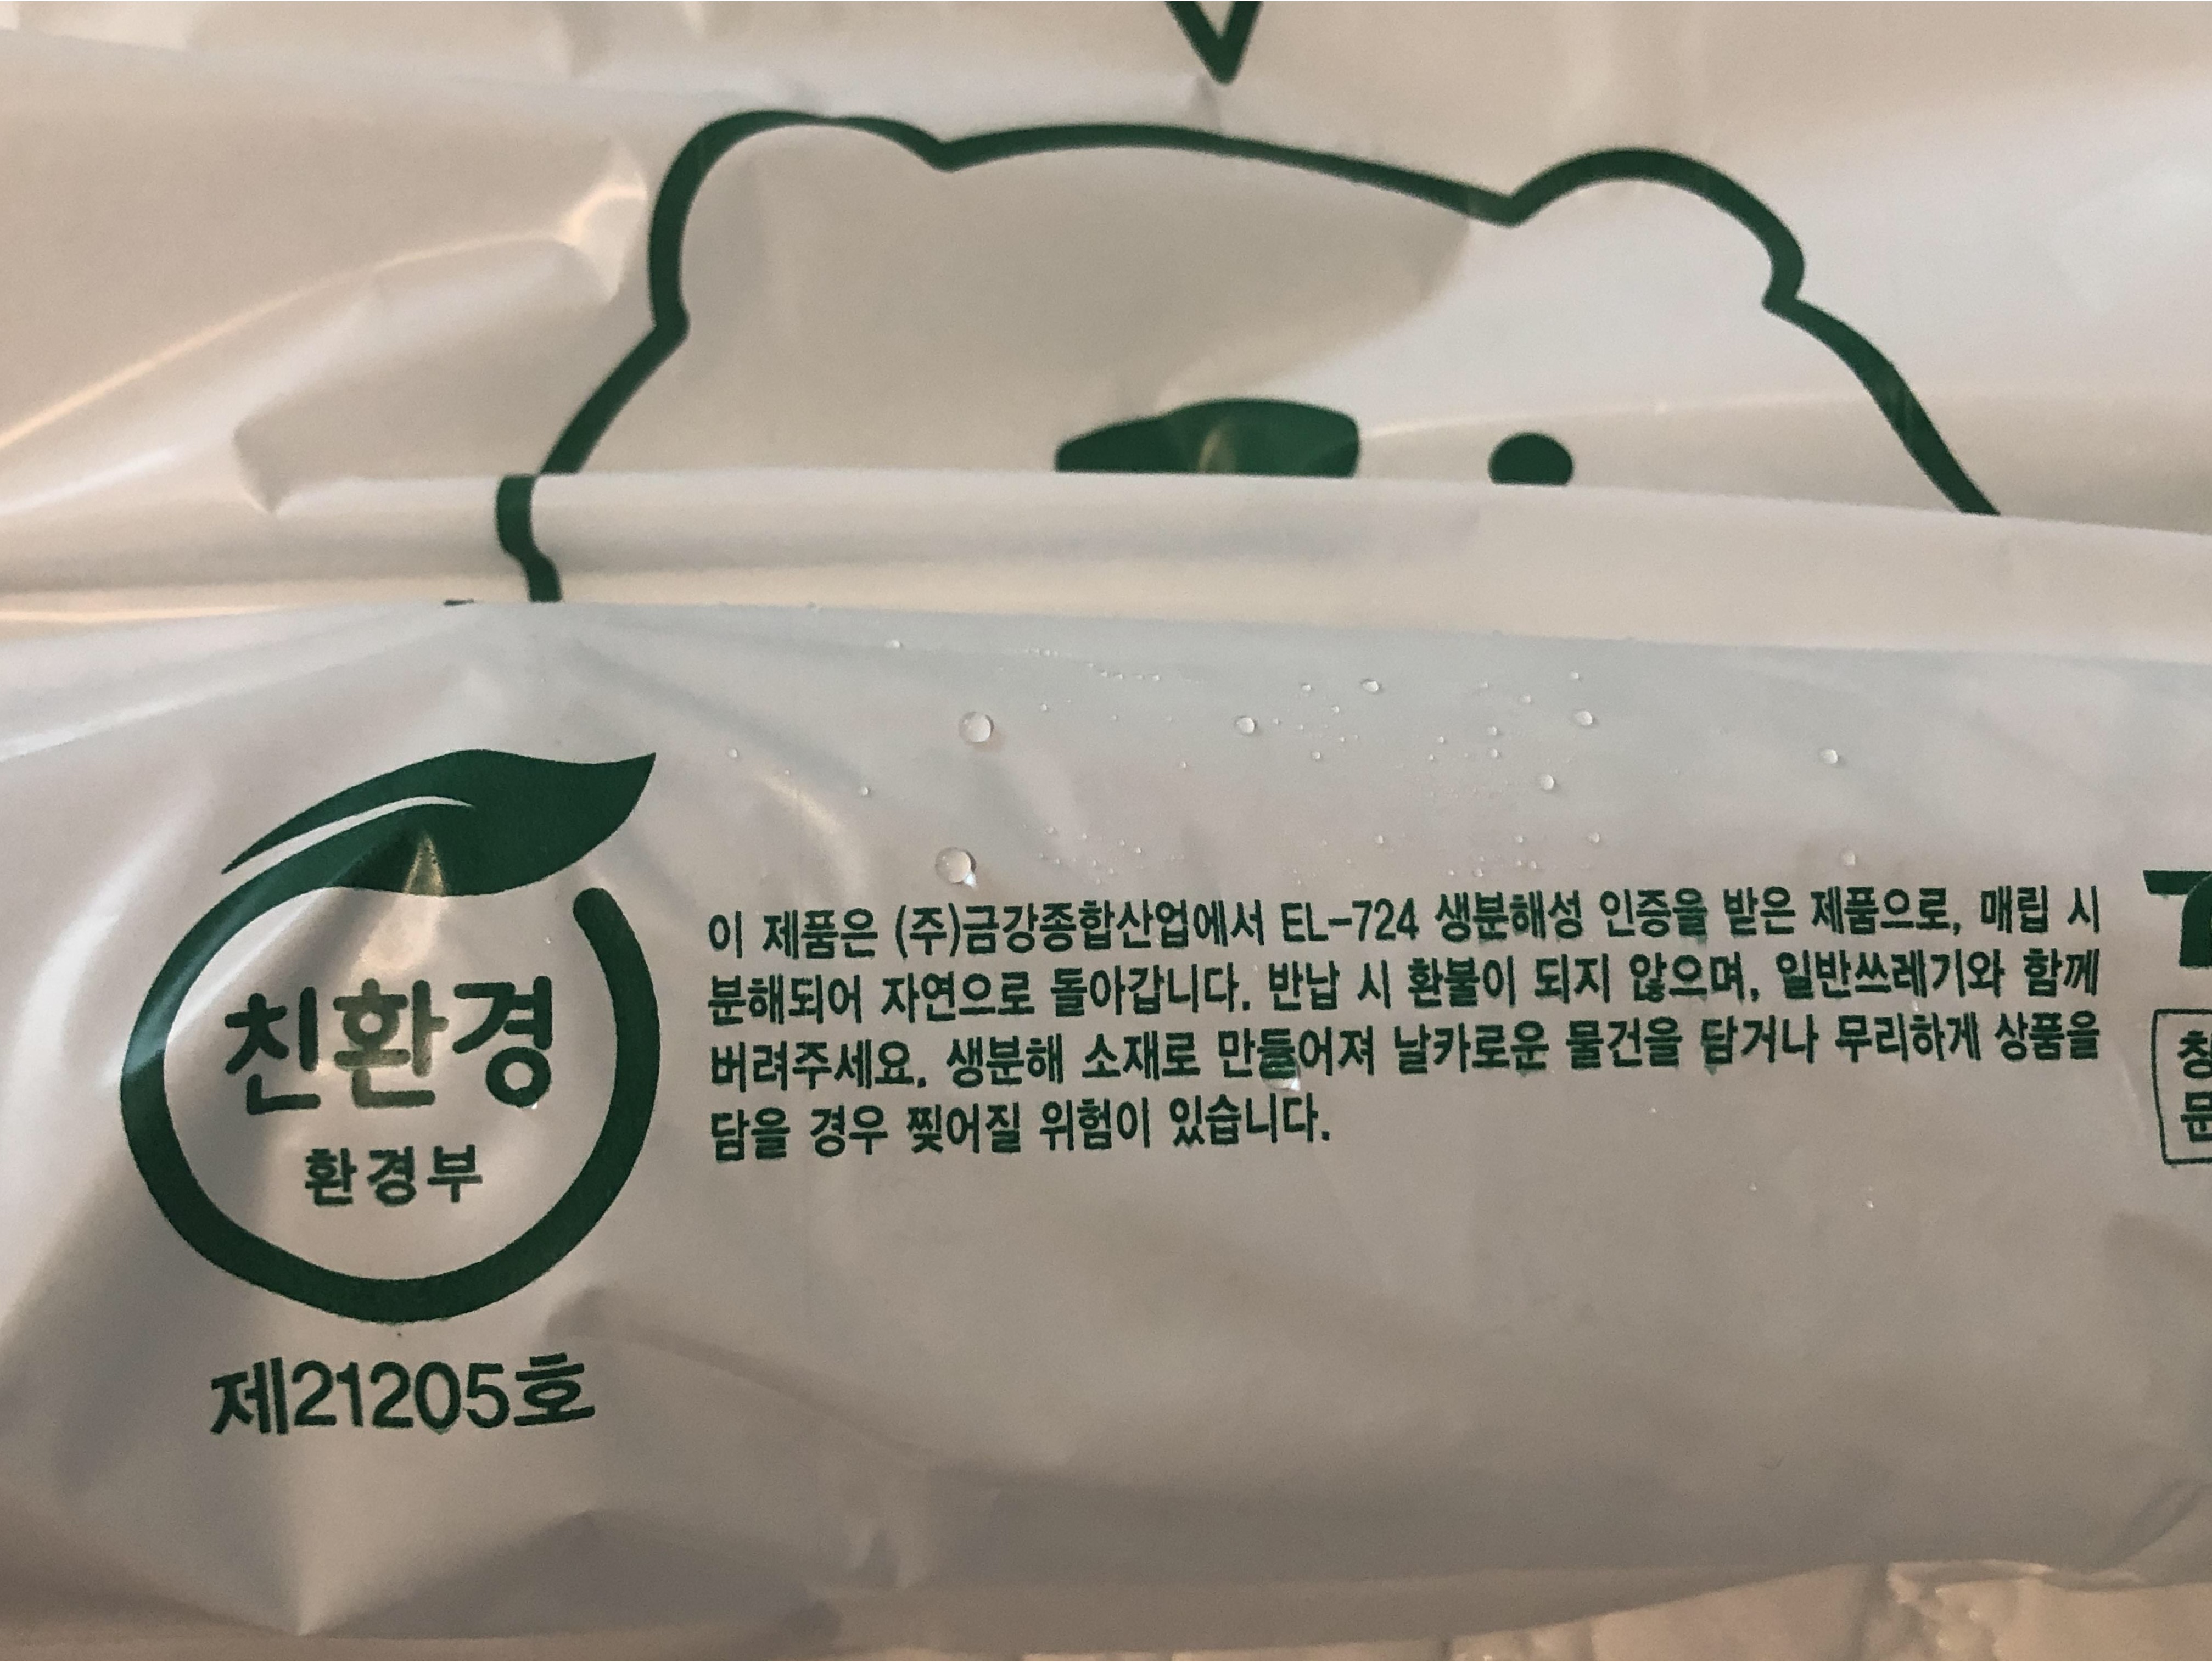 친환경
환경부
제21205호
이 제품은 (주)금강종합산업에서 EL-724 생분해성 인증을 받은 제품으로, 매립 시
분해되어 자연으로 돌아갑니다. 반납 시 환불이 되지 않으며, 일반쓰레기와 함께
버려주세요. 생분해 소재로 만들어져 날카로운 물건을 담거나 무리하게 상품을
담을 경우 찢어질 위험이 있습니다.